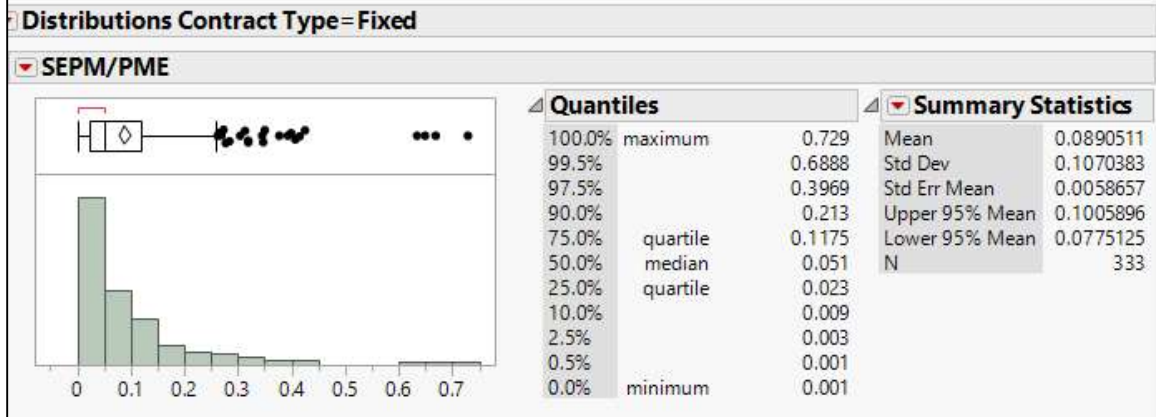 Distributions Contract Type=Fixed
SEPM/PME
0 0.1 0.2 0.3 0.4 0.5 0.6 0.7
Quantiles
100.0% maximum 0.729
99.5% 0.6888
97.5% 0.3969
90.0% 0.213
75.0% quartile 0.1175
50.0% median 0.051
25.0% quartile 0.023
10.0% 0.009
2.5% 0.003
0.5% 0.001
0.0% minimum 0.001
Summary Statistics
Mean 0.0890511
Std Dev 0.1070383
Std Err Mean 0.0058657
Upper 95% Mean 0.1005896
Lower 95% Mean 0.0775125
N 333